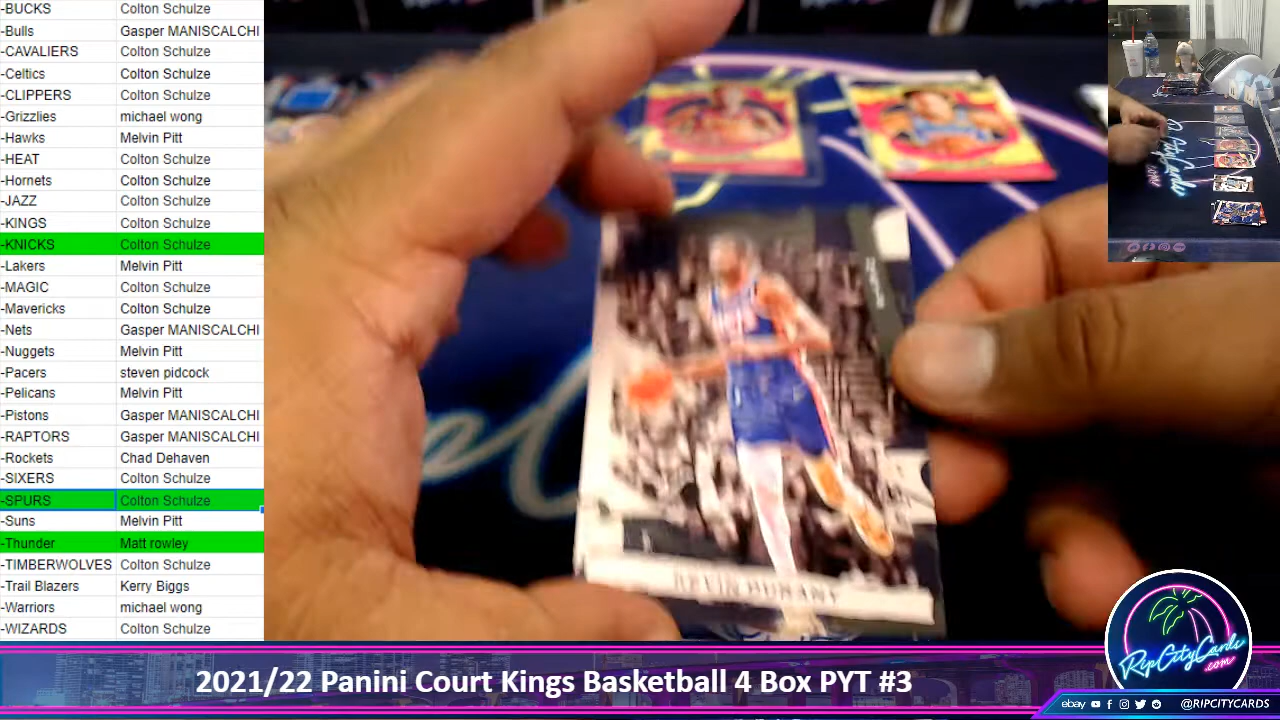 -BUCKS Colton Schulze
-Bulls Gasper MANISCALCHI
-CAVALIERS Colton Schulze
-Celtics Colton Schulze
-CLIPPERS Colton Schulze
-Grizzlies michael wong
-Hawks Melvin Pitt
-HEAT Colton Schulze
-Hornets Colton Schulze
-JAZZ Colton Schulze
-KINGS Colton Schulze
-KNICKS Colton Schulze
-Lakers Melvin Pitt
-MAGIC Colton Schulze
-Mavericks Colton Schulze
-Nets Gasper MANISCALCHI
-Nuggets Melvin Pitt
-Pacers steven pidcock
-Pelicans Melvin Pitt
-Pistons Gasper MANISCALCHI
-RAPTORS Gasper MANISCALCHI
-Rockets Chad Dehaven
-SIXERS Colton Schulze
-SPURS Colton Schulze
-Suns Melvin Pitt
-Thunder Matt rowley
-TIMBERWOLVES Colton Schulze
-Trail Blazers Kerry Biggs
-Warriors michael wong
-WIZARDS Colton Schulze
KEVIN DURANT
RipCityCards
.com
2021/22 Panini Court Kings Basketball 4 Box PYT #3
ebay @RIPCITYCARDS